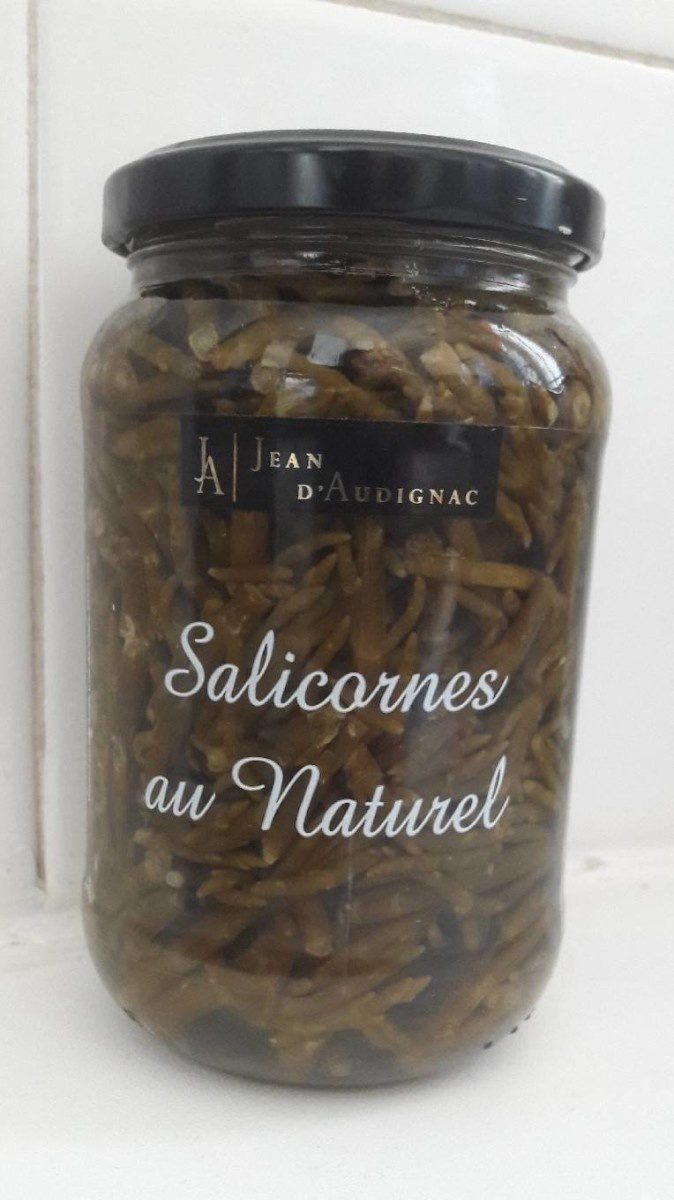 JA JEAN
D'AUDIGNAC
Salicornes
au Naturel